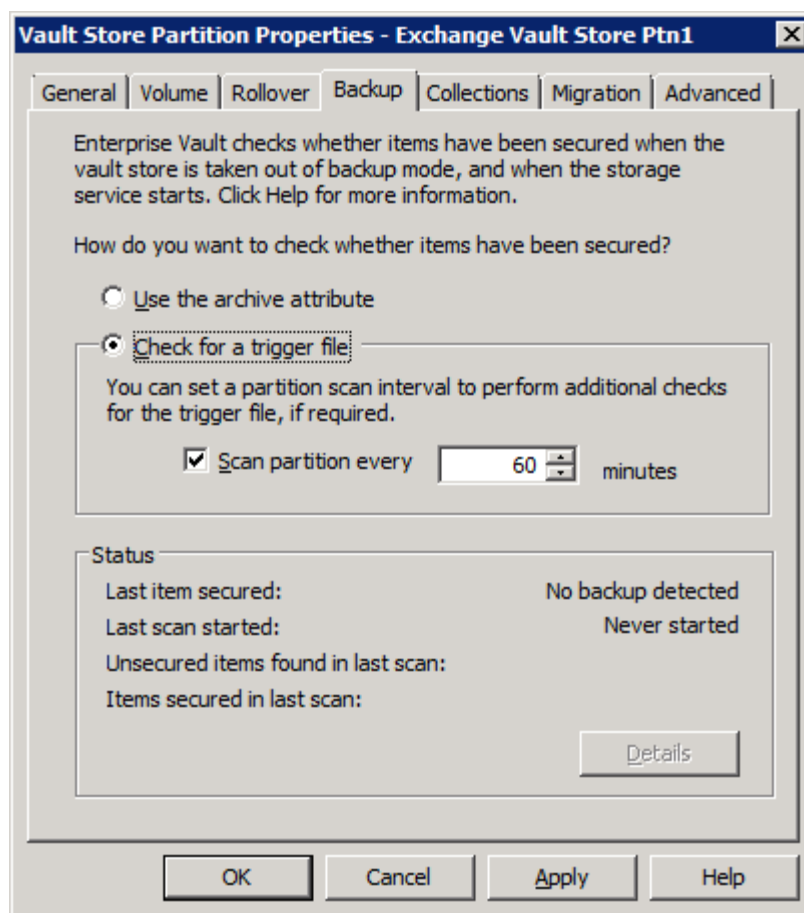 Vault Store Partition Properties - Exchange Vault Store Ptn1
General Volume Rollover Backup Collections Migration Advanced
Enterprise Vault checks whether items have been secured when the
vault store is taken out of backup mode, and when the storage
service starts. Click Help for more information.
How do you want to check whether items have been secured?
Use the archive attribute
Check for a trigger file
You can set a partition scan interval to perform additional checks
for the trigger file, if required.
Scan partition every 60 minutes
Status
Last item secured: No backup detected
Last scan started: Never started
Unsecured items found in last scan:
Items secured in last scan:
Details
OK Cancel Apply Help